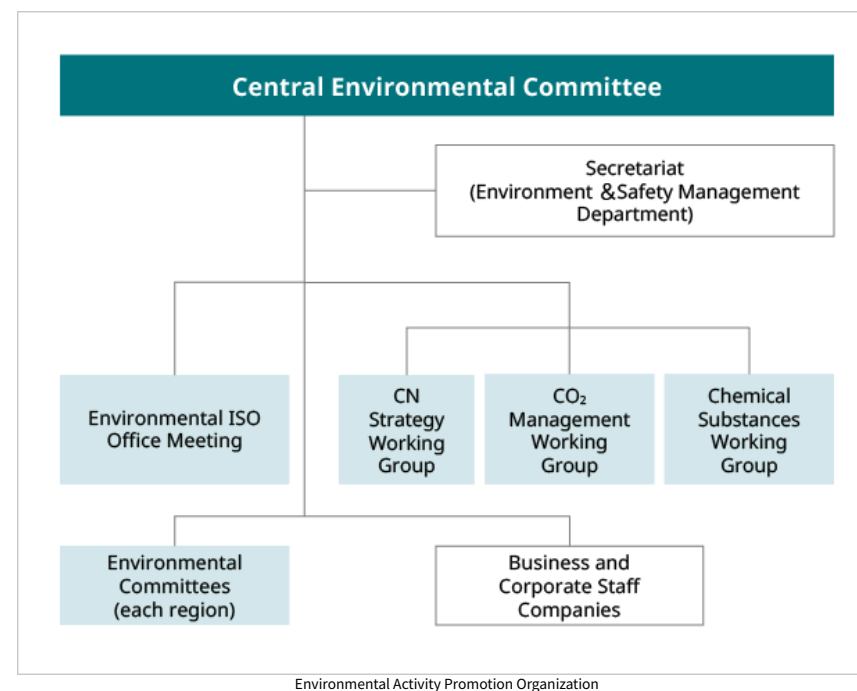 Central Environmental Committee
Secretariat
(Environment &Safety Management
Department)
Environmental ISO
Office Meeting
CN
Strategy
Working
Group
CO₂
Management
Working
Group
Chemical
Substances
Working
Group
Environmental
Committees
(each region)
Business and
Corporate Staff
Companies
Environmental Activity Promotion Organization